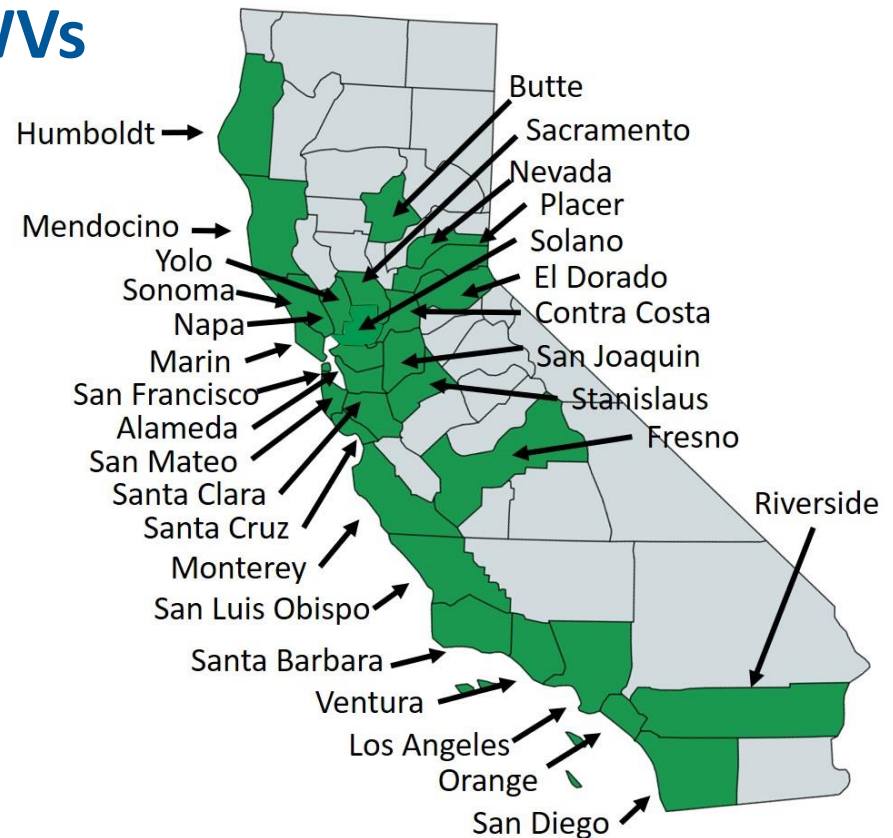 VVs
Butte
Humboldt
Sacramento
Nevada
Placer
Mendocino
Solano
Yolo
El Dorado
Sonoma
Contra Costa
Napa
San Joaquin
Marin
San Francisco
Stanislaus
Alameda
Fresno
San Mateo
Santa Clara
Riverside
Santa Cruz
Monterey
San Luis Obispo
Santa Barbara
Ventura
Los Angeles
Orange
San Diego